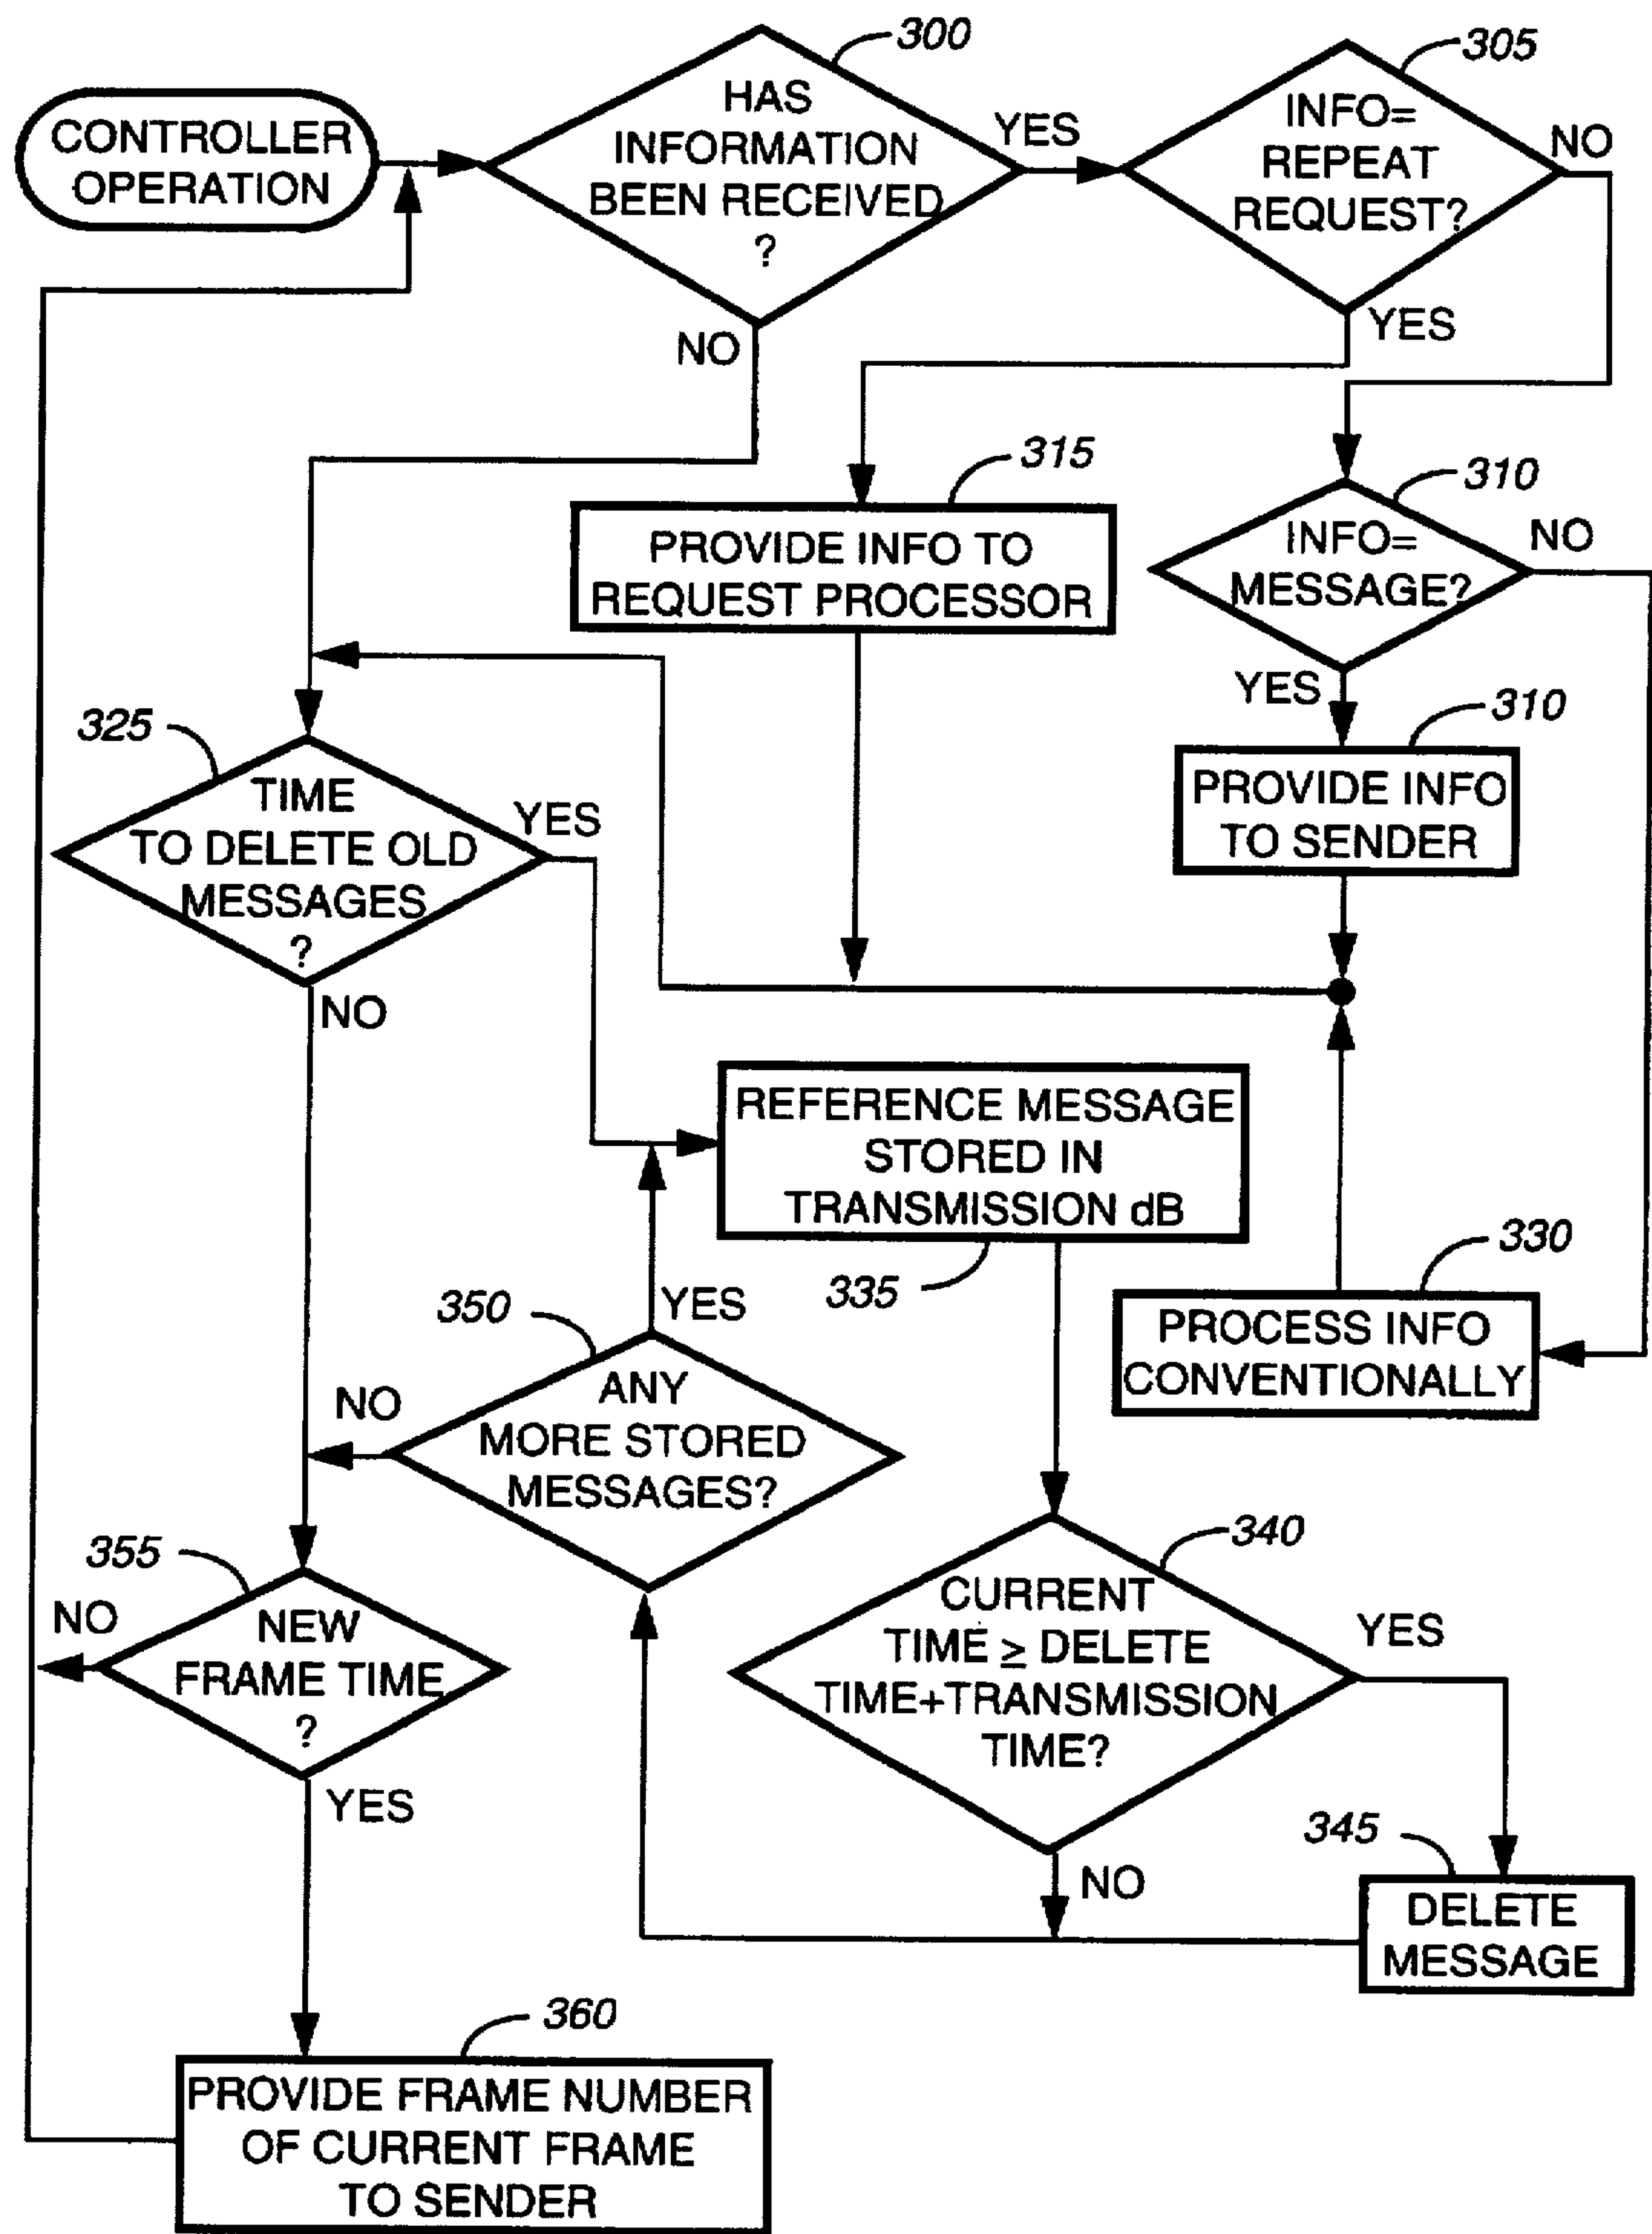 CONTROLLER
OPERATION
300
HAS
INFORMATION
BEEN RECEIVED
?
YES
NO
305
INFO=
REPEAT
REQUEST?
NO
YES
315
PROVIDE INFO TO
REQUEST PROCESSOR
310
INFO=
MESSAGE?
NO
YES
310
PROVIDE INFO
TO SENDER
325
TIME
TO DELETE OLD
MESSAGES
?
YES
NO
REFERENCE MESSAGE
STORED IN
TRANSMISSION dB
335
330
PROCESS INFO
CONVENTIONALLY
350
YES
ANY
MORE STORED
MESSAGES?
NO
340
CURRENT
TIME ≥ DELETE
TIME+TRANSMISSION
TIME?
YES
NO
345
DELETE
MESSAGE
355
NEW
FRAME TIME
?
NO
YES
360
PROVIDE FRAME NUMBER
OF CURRENT FRAME
TO SENDER